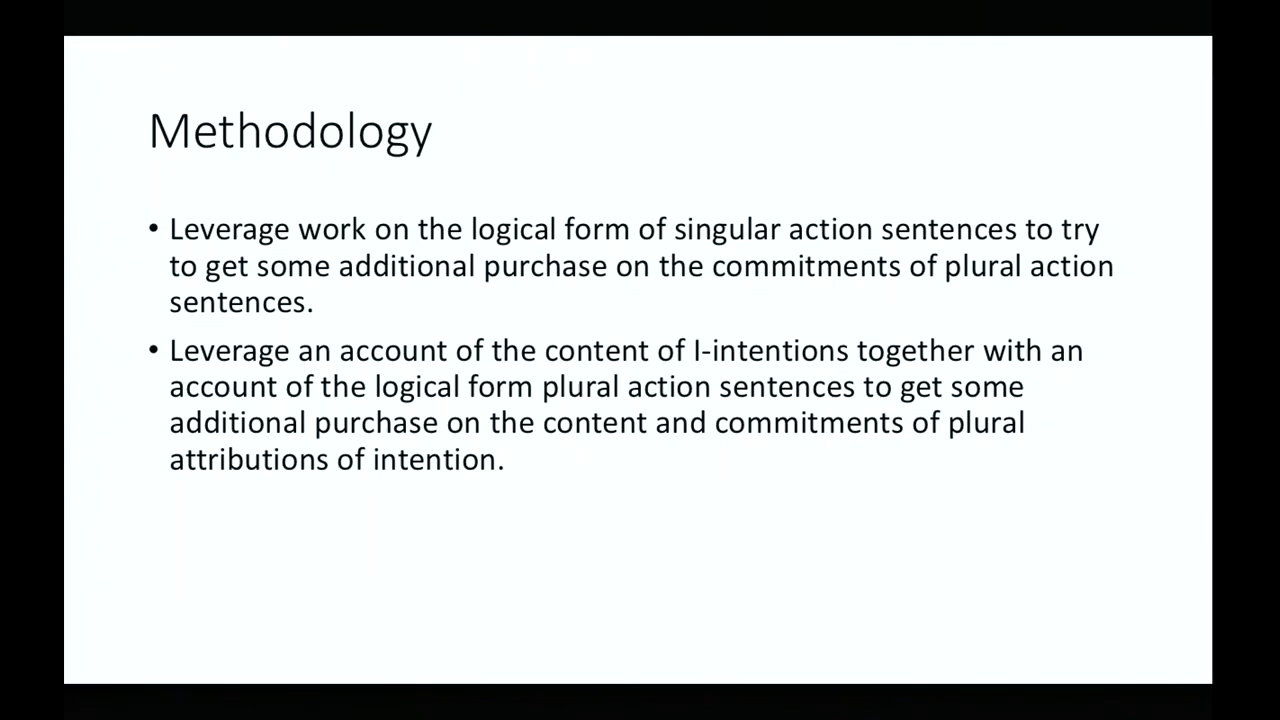 Methodology
• Leverage work on the logical form of singular action sentences to try
to get some additional purchase on the commitments of plural action
sentences.
• Leverage an account of the content of I-intentions together with an
account of the logical form plural action sentences to get some
additional purchase on the content and commitments of plural
attributions of intention.